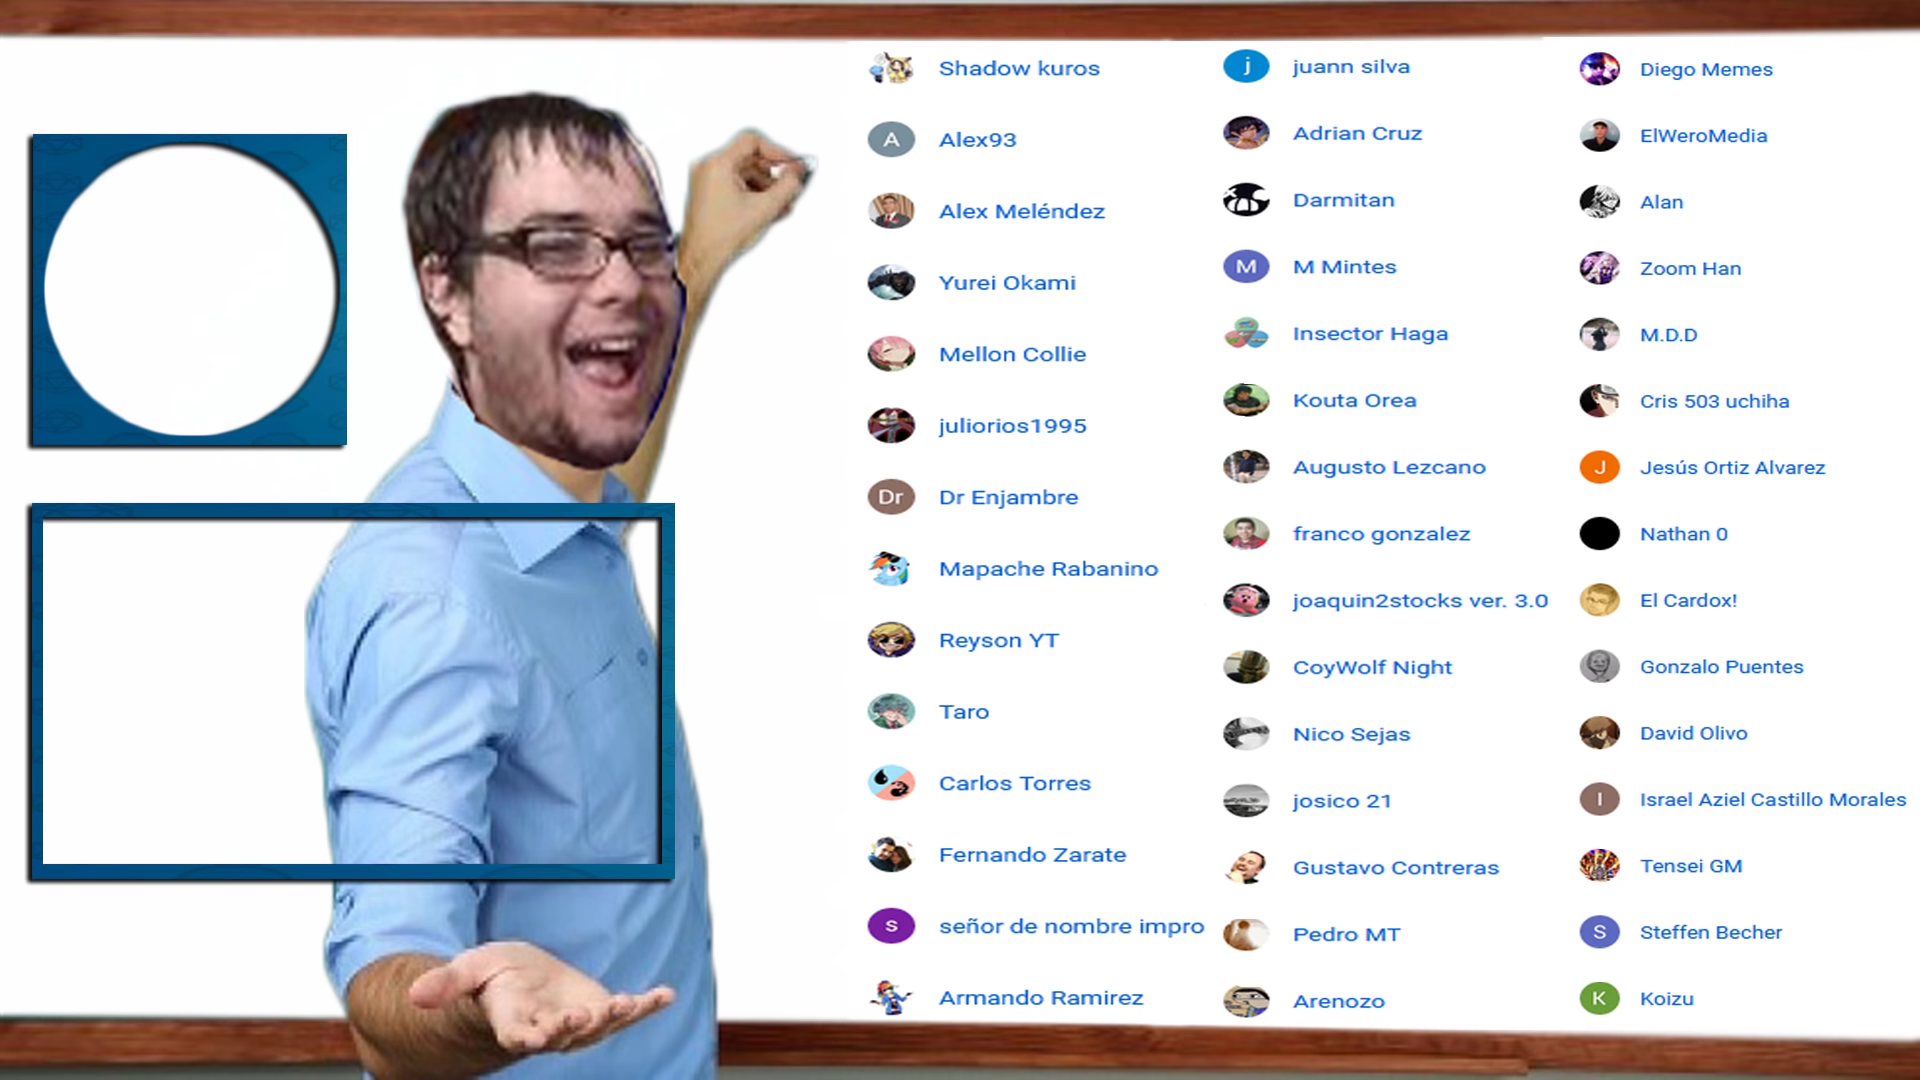 Shadow kuros
A
Alex93
Alex Meléndez
Yurei Okami
Mellon Collie
juliorios1995
Dr
Dr Enjambre
Mapache Rabanino
Reyson YT
Taro
Carlos Torres
Fernando Zarate
s
señor de nombre impro
Armando Ramirez
j
juann silva
Adrian Cruz
Darmitan
M
M Mintes
Insector Haga
Kouta Orea
Augusto Lezcano
franco gonzalez
joaquin2stocks ver. 3.0
CoyWolf Night
Nico Sejas
josico 21
Gustavo Contreras
Pedro MT
Arenozo
Diego Memes
ElWeroMedia
Alan
Zoom Han
M.D.D
Cris 503 uchiha
J
Jesús Ortiz Alvarez
Nathan 0
El Cardox!
Gonzalo Puentes
David Olivo
I
Israel Aziel Castillo Morales
Tensei GM
S
Steffen Becher
K
Koizu